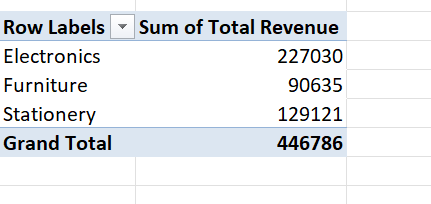 Row Labels Sum of Total Revenue
Electronics 227030
Furniture 90635
Stationery 129121
Grand Total 446786